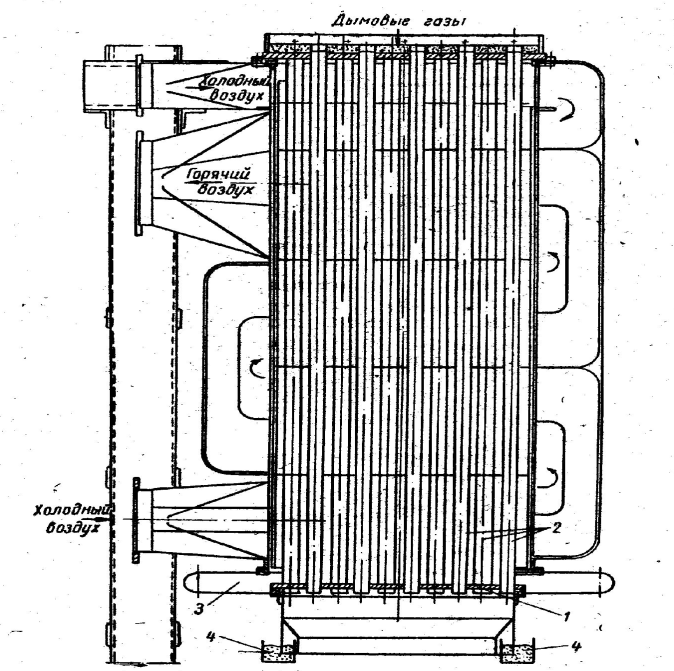 Дымовые газы
Холодный
воздух
Горячий
воздух
Холодный
воздух
2
3
1
4
4